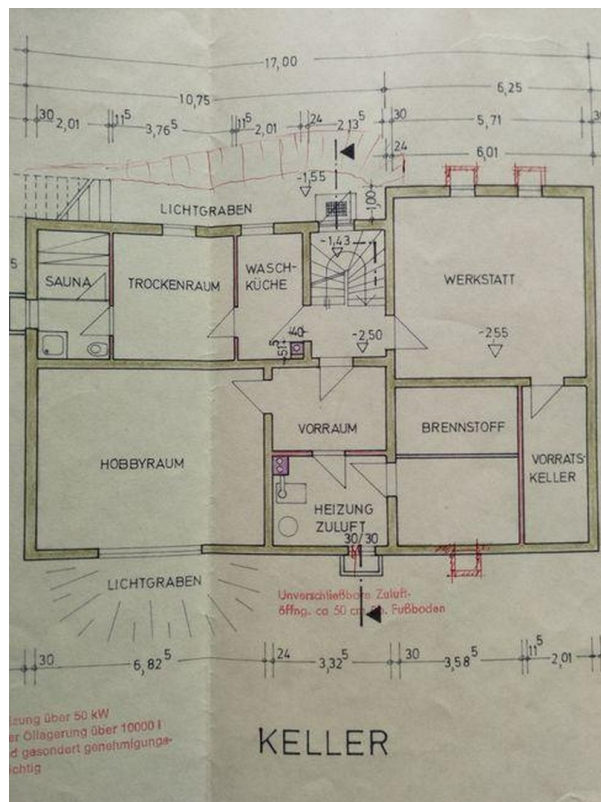 17,00
10,75
6,25
30
2,01
11⁵
3,76⁵
11⁵
2,01
24
2,13⁵
30
5,71
24
6,01
-1,55
1,00
LICHTGRABEN
-1,43
SAUNA
TROCKENRAUM
WASCH-
KÜCHE
WERKSTATT
40
51⁵
-2,50
-2,55
VORRAUM
BRENNSTOFF
HOBBYRAUM
VORRATS-
KELLER
HEIZUNG
ZULUFT
30/30
LICHTGRABEN
Unverschließbare Zuluft-
öffng. ca 50 cm Fußboden
30
6,82⁵
24
3,32⁵
30
3,58⁵
11⁵
2,01
über 50 kW
Öllagerung über 10000 l
gesondert genehmigungs-
KELLER